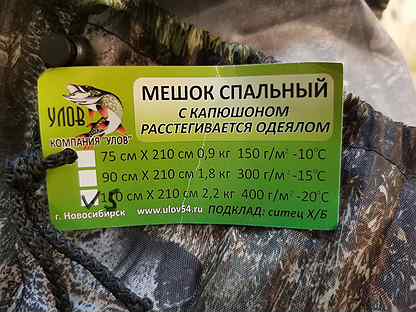 УЛОВ
КОМПАНИЯ "УЛОВ"
МЕШОК СПАЛЬНЫЙ
С КАПЮШОНОМ
РАССТЕГИВАЕТСЯ ОДЕЯЛОМ
75 см Х 210 см 0,9 кг 150 г/м² -10°С
90 см Х 210 см 1,8 кг 300 г/м² -15°С
150 см Х 210 см 2,2 кг 400 г/м² -20°С
г. Новосибирск www.ulov54.ru ПОДКЛАД: ситец Х/Б